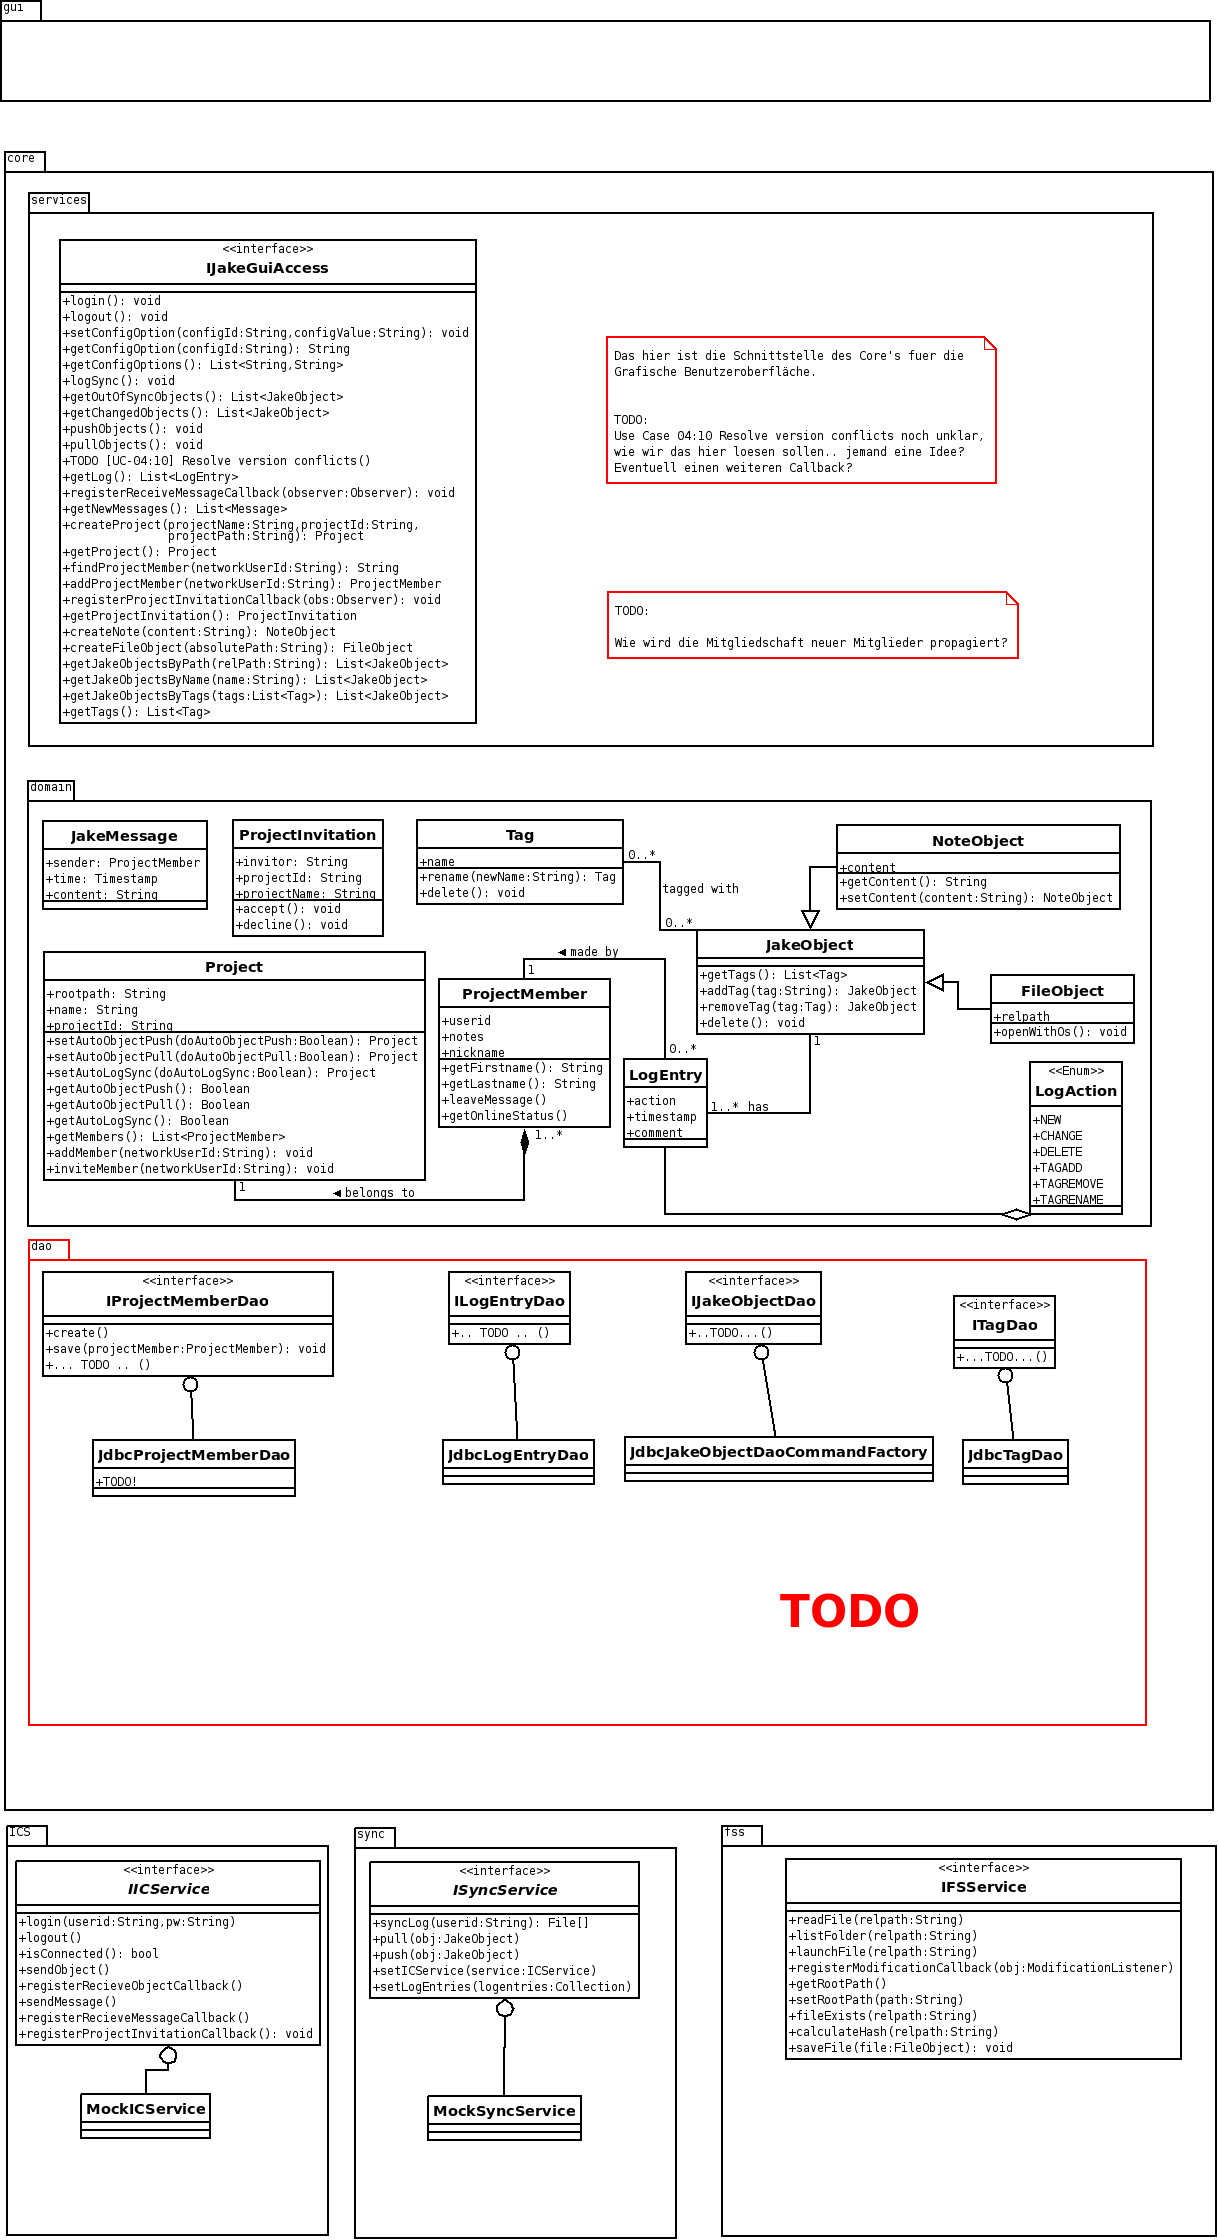 gui
core
services
<<interface>>
IJakeGuiAccess
+login(): void
+logout(): void
+setConfigOption(configId:String,configValue:String): void
+getConfigOption(configId:String): String
+getConfigOptions(): List<String,String>
+logSync(): void
+getOutOfSyncObjects(): List<JakeObject>
+getChangedObjects(): List<JakeObject>
+pushObjects(): void
+pullObjects(): void
+TODO [UC-04:10] Resolve version conflicts()
+getLog(): List<LogEntry>
+registerReceiveMessageCallback(observer:Observer): void
+getNewMessages(): List<Message>
+createProject(projectName:String,projectId:String,
projectPath:String): Project
+getProject(): Project
+findProjectMember(networkUserId:String): String
+addProjectMember(networkUserId:String): ProjectMember
+registerProjectInvitationCallback(obs:Observer): void
+getProjectInvitation(): ProjectInvitation
+createNote(content:String): NoteObject
+createFileObject(absolutePath:String): FileObject
+getJakeObjectsByPath(relPath:String): List<JakeObject>
+getJakeObjectsByName(name:String): List<JakeObject>
+getJakeObjectsByTags(tags:List<Tag>): List<JakeObject>
+getTags(): List<Tag>
Das hier ist die Schnittstelle des Core's fuer die
Grafische Benutzeroberfläche.
TODO:
Use Case 04:10 Resolve version conflicts noch unklar,
wie wir das hier loesen sollen.. jemand eine Idee?
Eventuell einen weiteren Callback?
TODO:
Wie wird die Mitgliedschaft neuer Mitglieder propagiert?
domain
JakeMessage
+sender: ProjectMember
+time: Timestamp
+content: String
ProjectInvitation
+invitor: String
+projectId: String
+projectName: String
+accept(): void
+decline(): void
Tag
+name
+rename(newName:String): Tag
+delete(): void
0..*
tagged with
0..*
NoteObject
+content
+getContent(): String
+setContent(content:String): NoteObject
JakeObject
+getTags(): List<Tag>
+addTag(tag:String): JakeObject
+removeTag(tag:Tag): JakeObject
+delete(): void
1
FileObject
+relpath
+openWithOs(): void
Project
+rootpath: String
+name: String
+projectId: String
+setAutoObjectPush(doAutoObjectPush:Boolean): Project
+setAutoObjectPull(doAutoObjectPull:Boolean): Project
+setAutoLogSync(doAutoLogSync:Boolean): Project
+getAutoObjectPush(): Boolean
+getAutoObjectPull(): Boolean
+getAutoLogSync(): Boolean
+getMembers(): List<ProjectMember>
+addMember(networkUserId:String): void
+inviteMember(networkUserId:String): void
1
◀ belongs to
1..*
◀ made by
1
ProjectMember
+userid
+notes
+nickname
+getFirstname(): String
+getLastname(): String
+leaveMessage()
+getOnlineStatus()
0..*
LogEntry
+action
+timestamp
+comment
1..* has
<<Enum>>
LogAction
+NEW
+CHANGE
+DELETE
+TAGADD
+TAGREMOVE
+TAGRENAME
dao
<<interface>>
IProjectMemberDao
+create()
+save(projectMember:ProjectMember): void
+... TODO .. ()
<<interface>>
ILogEntryDao
+.. TODO .. ()
<<interface>>
IJakeObjectDao
+..TODO...()
<<interface>>
ITagDao
+...TODO...()
JdbcProjectMemberDao
+TODO!
JdbcLogEntryDao
JdbcJakeObjectDaoCommandFactory
JdbcTagDao
TODO
ICS
<<interface>>
IICService
+login(userid:String,pw:String)
+logout()
+isConnected(): bool
+sendObject()
+registerRecieveObjectCallback()
+sendMessage()
+registerRecieveMessageCallback()
+registerProjectInvitationCallback(): void
MockICService
sync
<<interface>>
ISyncService
+syncLog(userid:String): File[]
+pull(obj:JakeObject)
+push(obj:JakeObject)
+setICService(service:ICService)
+setLogEntries(logentries:Collection)
MockSyncService
fss
<<interface>>
IFSService
+readFile(relpath:String)
+listFolder(relpath:String)
+launchFile(relpath:String)
+registerModificationCallback(obj:ModificationListener)
+getRootPath()
+setRootPath(path:String)
+fileExists(relpath:String)
+calculateHash(relpath:String)
+saveFile(file:FileObject): void